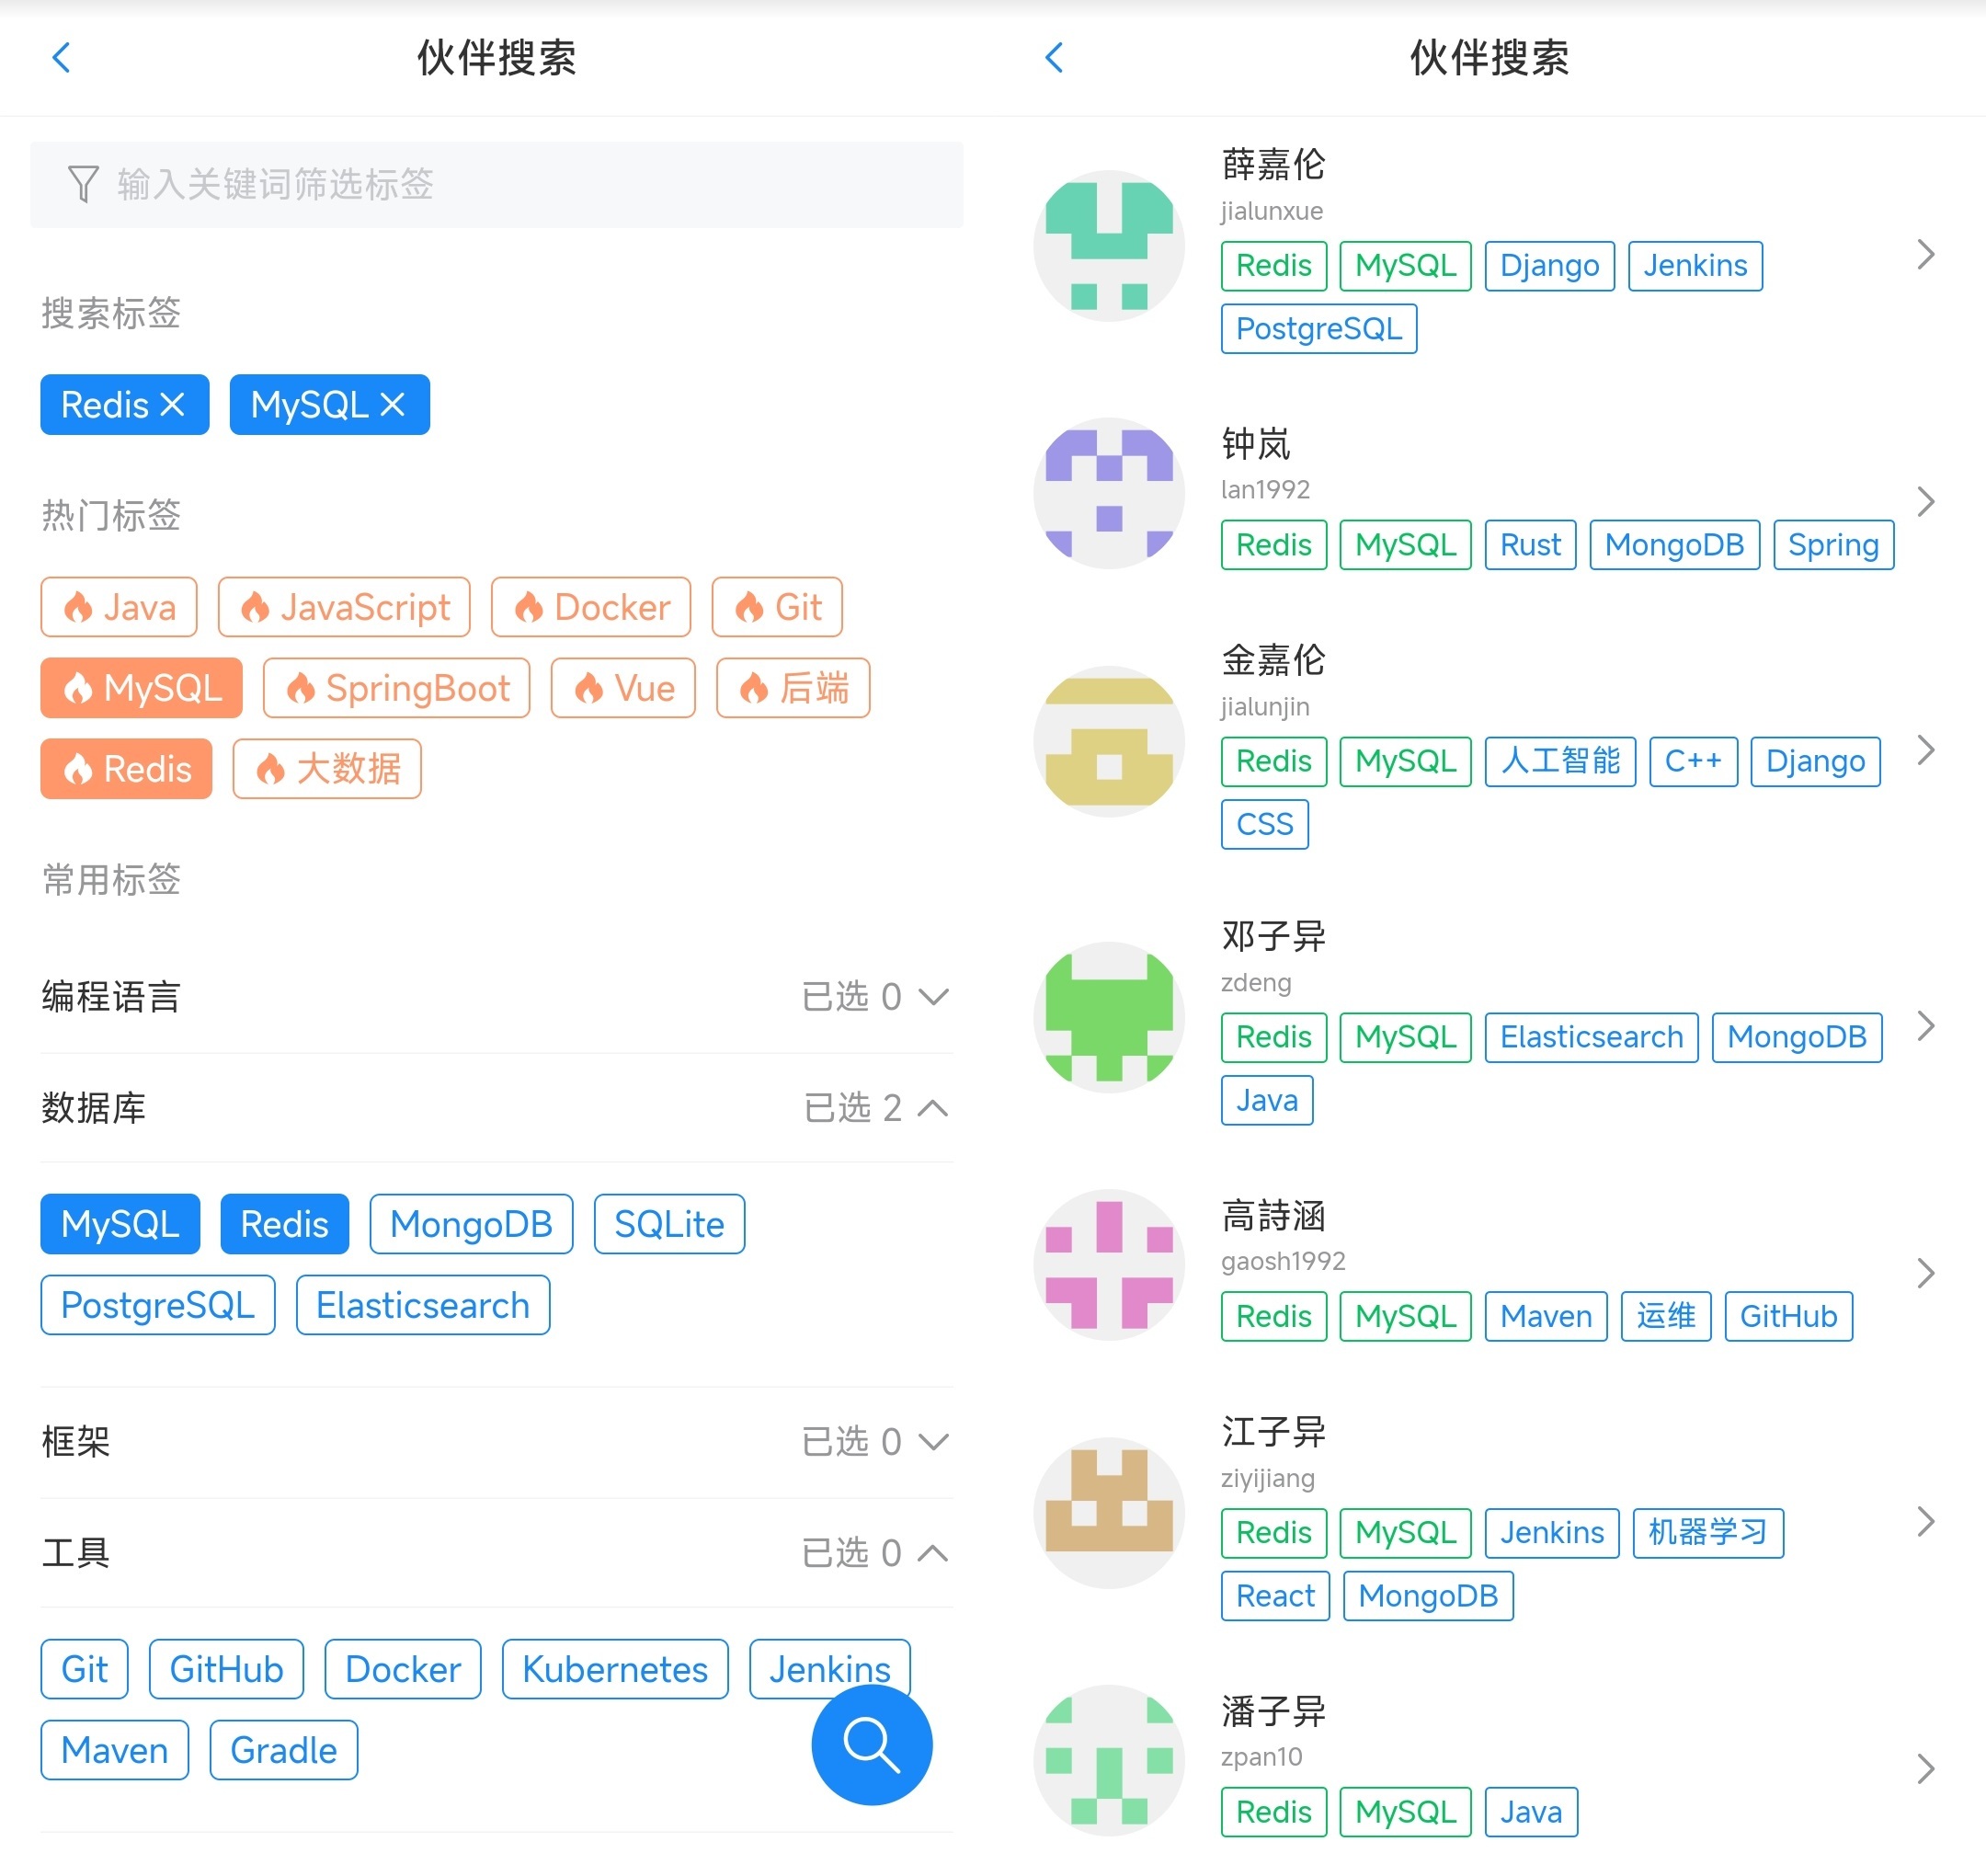 伙伴搜索
输入关键词筛选标签
搜索标签
Redis MySQL
热门标签
Java JavaScript Docker Git
MySQL SpringBoot Vue 后端
Redis 大数据
常用标签
编程语言 已选 0
数据库 已选 2
MySQL Redis MongoDB SQLite
PostgreSQL Elasticsearch
框架 已选 0
工具 已选 0
Git GitHub Docker Kubernetes Jenkins
Maven Gradle
伙伴搜索
薛嘉伦
jialunxue
Redis MySQL Django Jenkins
PostgreSQL
钟岚
lan1992
Redis MySQL Rust MongoDB Spring
金嘉伦
jialunjin
Redis MySQL 人工智能 C++ Django
CSS
邓子异
zdeng
Redis MySQL Elasticsearch MongoDB
Java
高詩涵
gaosh1992
Redis MySQL Maven 运维 GitHub
江子异
ziyijiang
Redis MySQL Jenkins 机器学习
React MongoDB
潘子异
zpan10
Redis MySQL Java